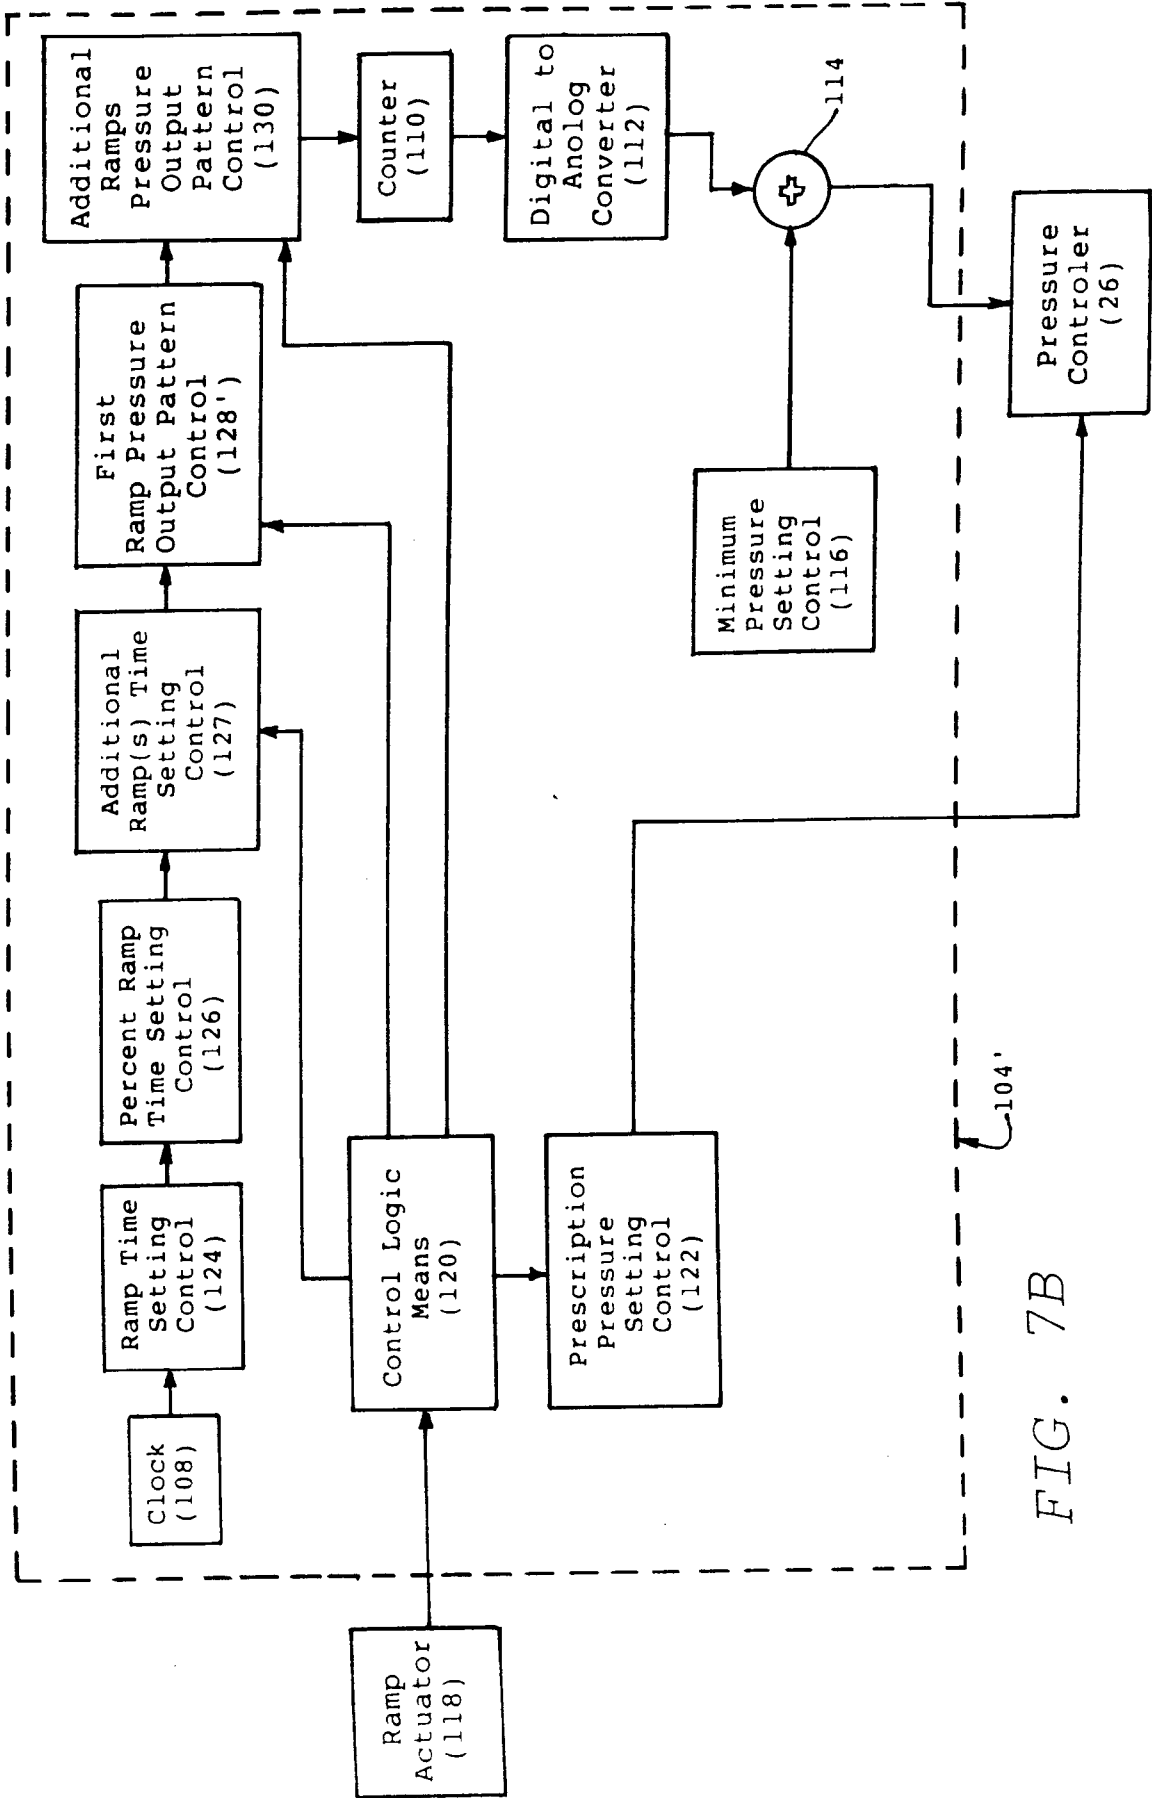 Clock
(108)
Ramp Time
Setting
Control
(124)
Percent Ramp
Time Setting
Control
(126)
Additional
Ramp(s) Time
Setting
Control
(127)
First
Ramp Pressure
Output Pattern
Control
(128')
Additional
Ramps
Pressure
Output
Pattern
Control
(130)
Counter
(110)
Digital to
Anolog
Converter
(112)
114
Ramp
Actuator
(118)
Control Logic
Means
(120)
Prescription
Pressure
Setting
Control
(122)
Minimum
Pressure
Setting
Control
(116)
Pressure
Controler
(26)
104'
FIG. 7B